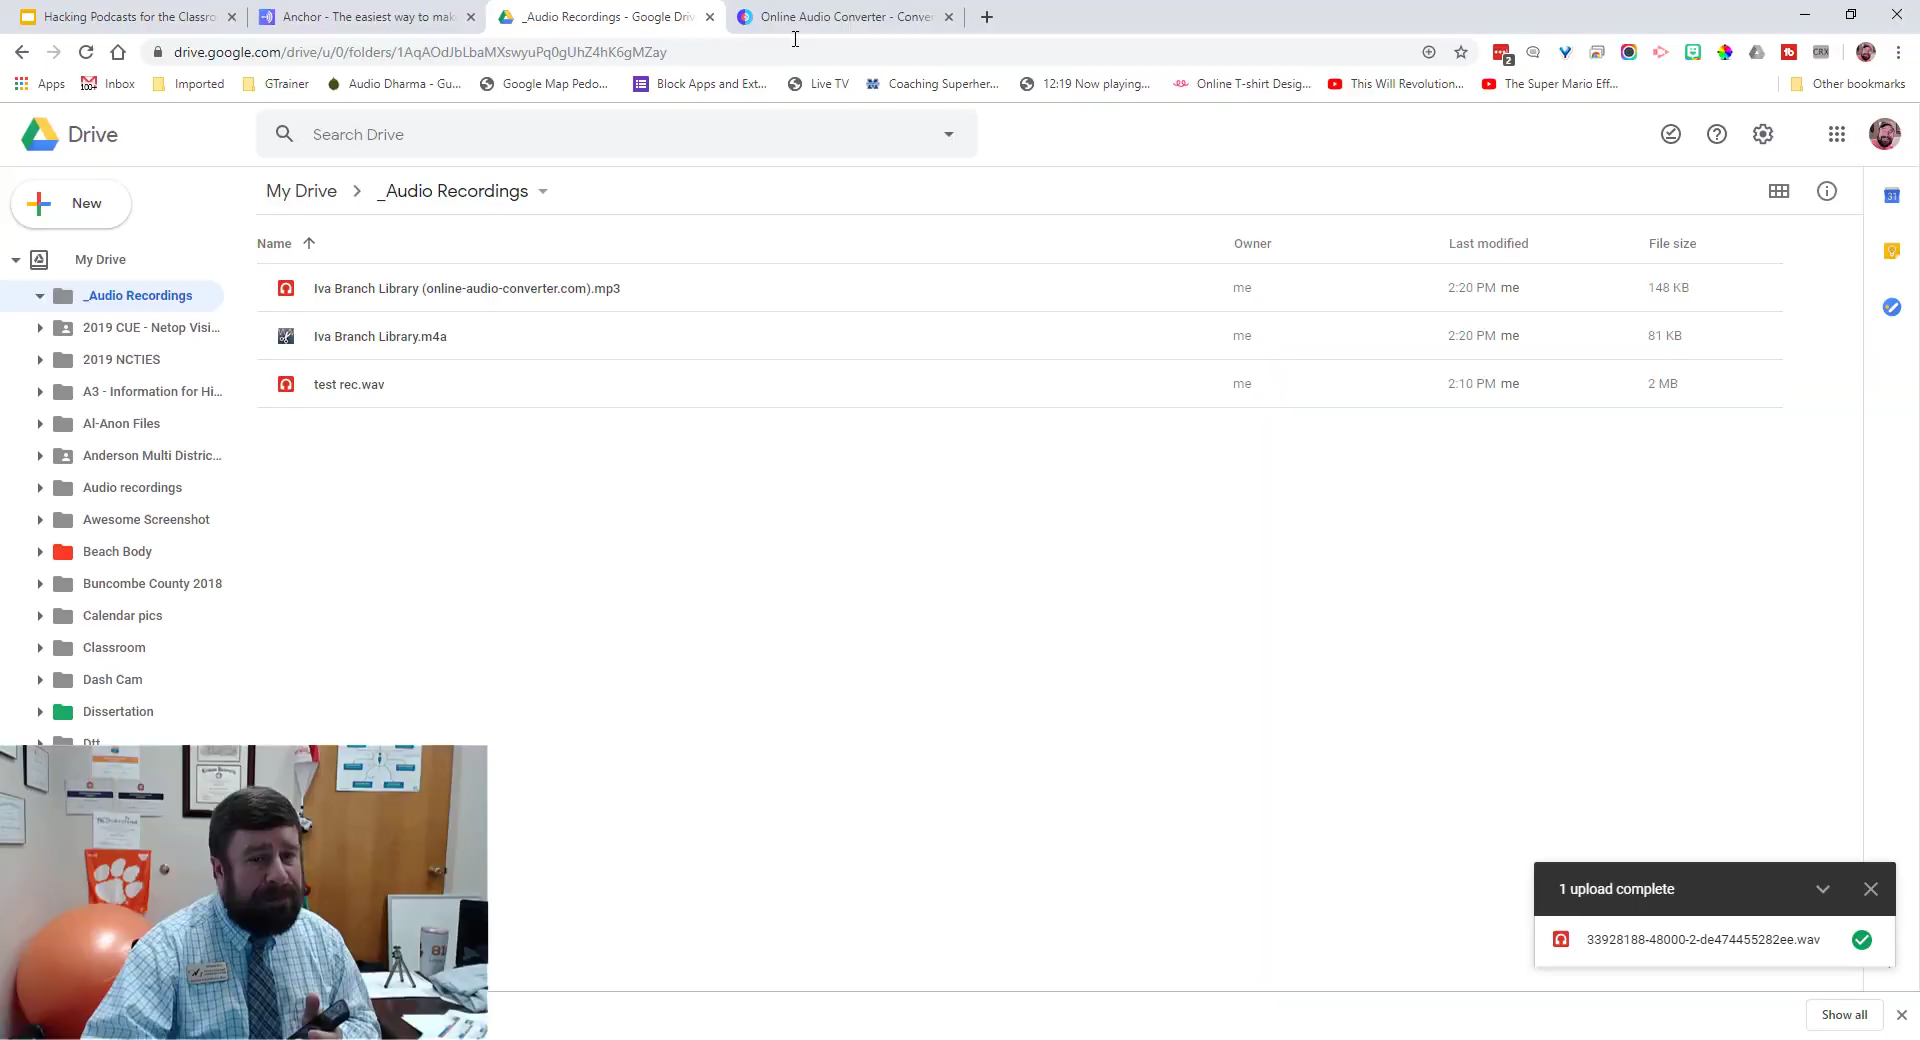 Hacking Podcasts for the Classro
Anchor - The easiest way to mak
_Audio Recordings - Google Driv
Online Audio Converter - Conver
drive.google.com/drive/u/0/folders/1AqAOdJbLbaMXswyuPq0gUhZ4hK6gMZay
2
Apps
Inbox
Imported
GTrainer
Audio Dharma - Gu...
Google Map Pedo...
Block Apps and Ext...
Live TV
Coaching Superher...
12:19 Now playing...
Online T-shirt Desig...
This Will Revolution...
The Super Mario Eff...
Other bookmarks
Drive
Search Drive
New
My Drive
_Audio Recordings
31
Name
Owner
Last modified
File size
Iva Branch Library (online-audio-converter.com).mp3
me
2:20 PM me
148 KB
Iva Branch Library.m4a
me
2:20 PM me
81 KB
test rec.wav
me
2:10 PM me
2 MB
My Drive
_Audio Recordings
2019 CUE - Netop Visi...
2019 NCTIES
A3 - Information for Hi...
Al-Anon Files
Anderson Multi Distric...
Audio recordings
Awesome Screenshot
Beach Body
Buncombe County 2018
Calendar pics
Classroom
Dash Cam
Dissertation
1 upload complete
33928188-48000-2-de474455282ee.wav
Show all